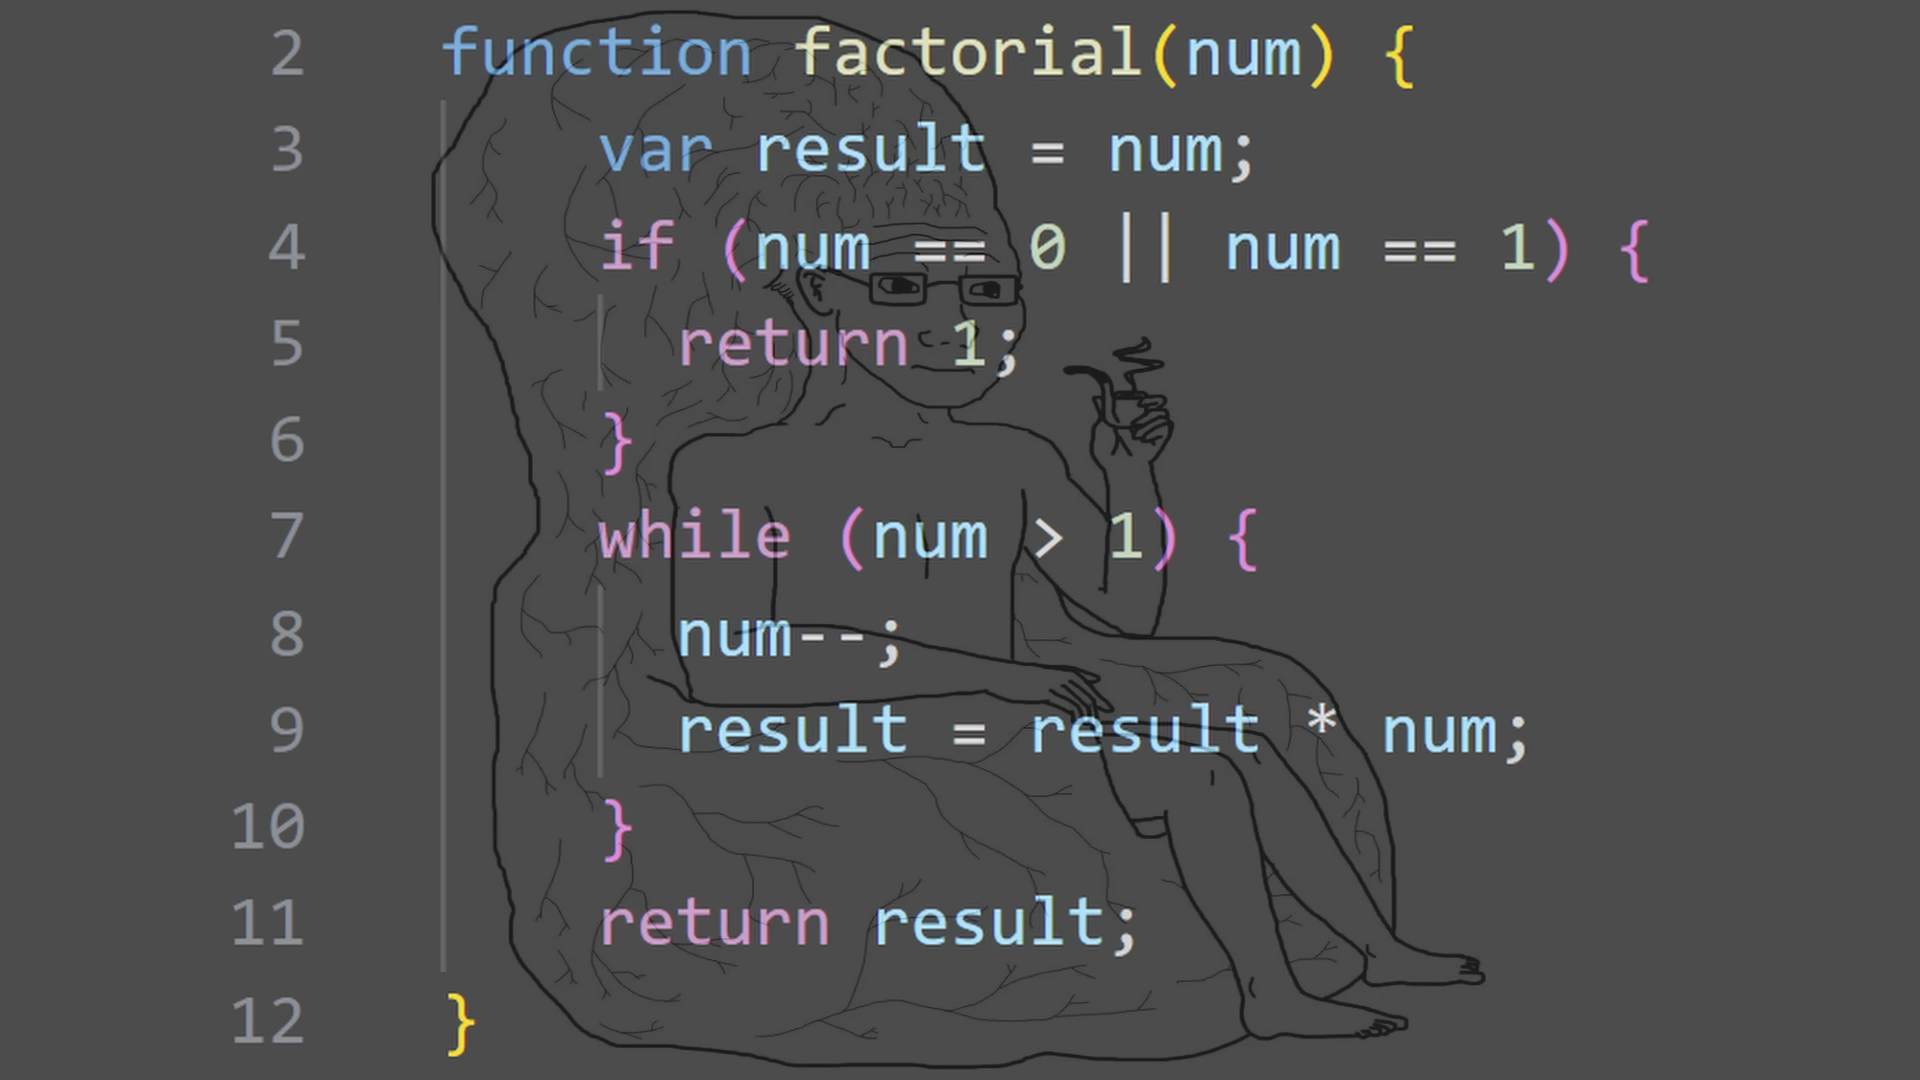 2 function factorial(num) {
3 var result = num;
4 if (num == 0 || num == 1) {
5 return 1;
6 }
7 while (num > 1) {
8 num--;
9 result = result * num;
10 }
11 return result;
12 }